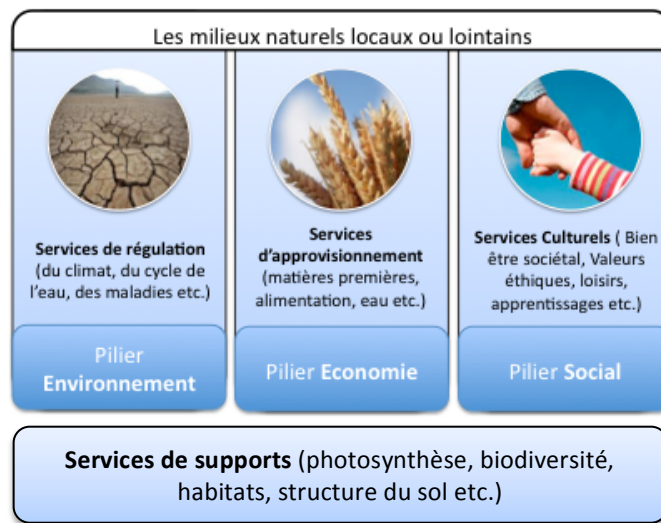 Les milieux naturels locaux ou lointains
Services de régulation
(du climat, du cycle de
l'eau, des maladies etc.)
Pilier
Environnement
Services
d'approvisionnement
(matières premières,
alimentation, eau etc.)
Pilier Economie
Services Culturels ( Bien
être sociétal, Valeurs
éthiques, loisirs,
apprentissages etc.)
Pilier Social
Services de supports (photosynthèse, biodiversité,
habitats, structure du sol etc.)